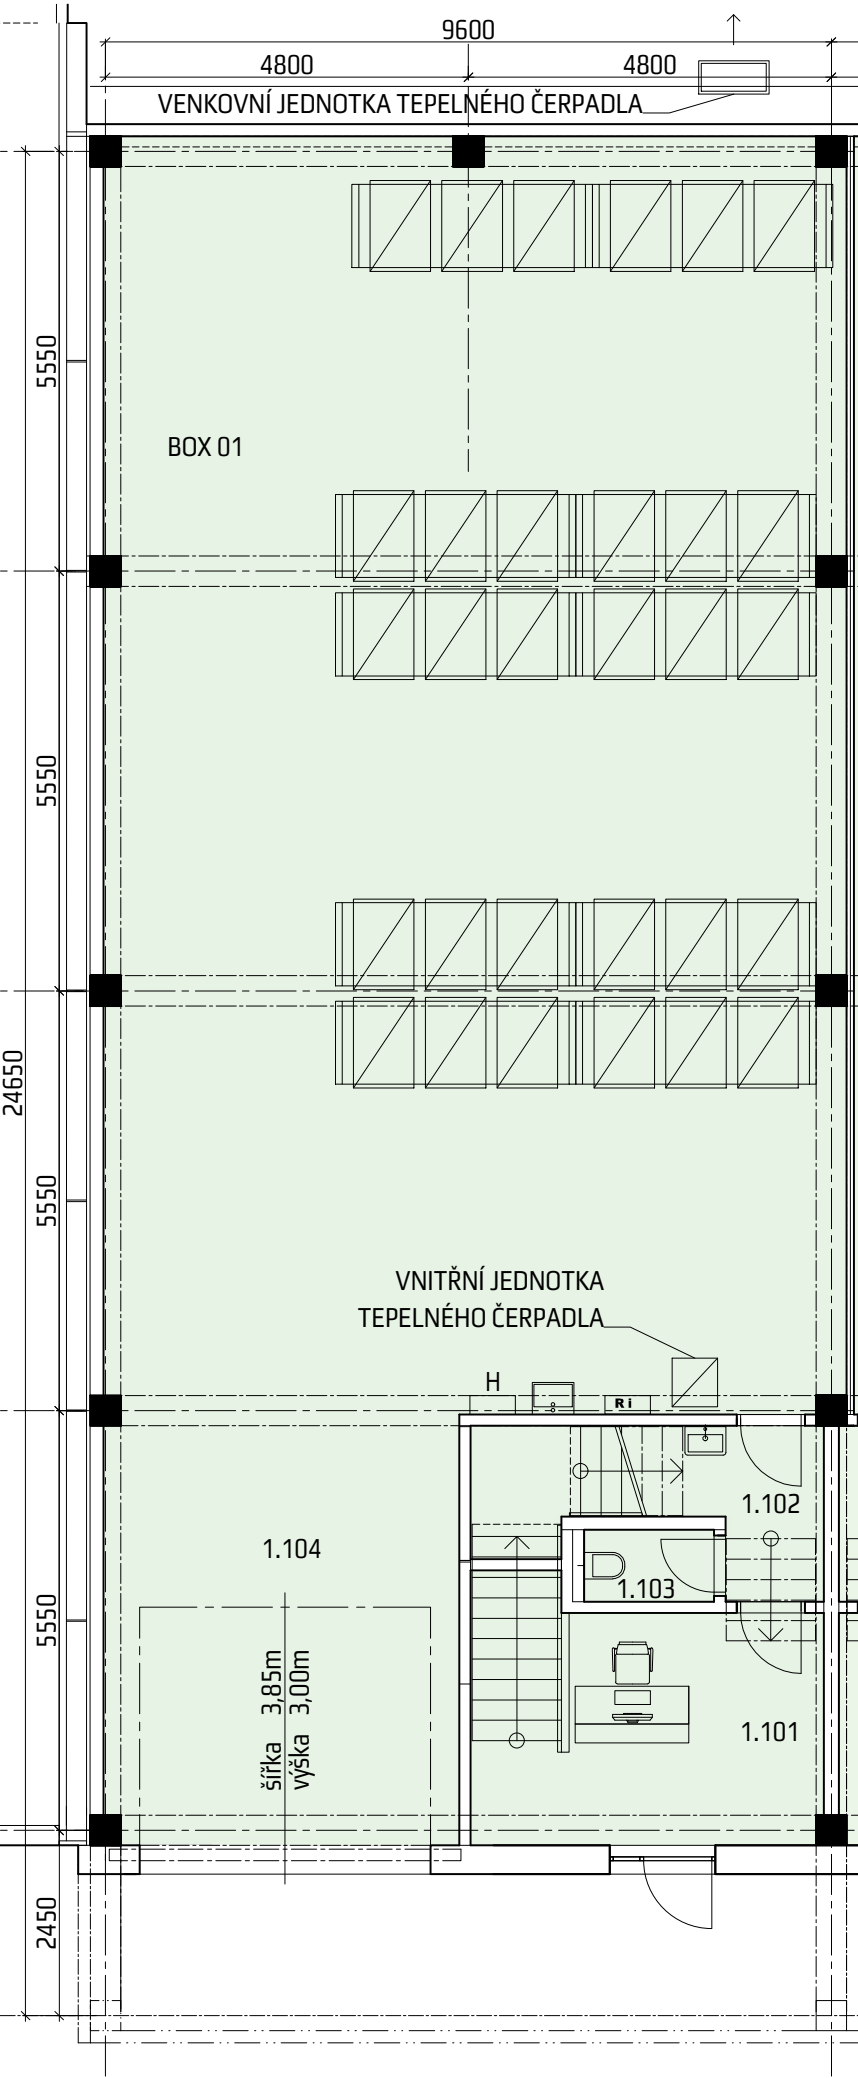 9600
4800
4800
VENKOVNÍ JEDNOTKA TEPELNÉHO ČERPADLA
5550
BOX 01
5550
24650
5550
VNITŘNÍ JEDNOTKA
TEPELNÉHO ČERPADLA
H
Ri
1.102
1.104
1.103
5550
šířka 3,85m
výška 3,00m
1.101
2450